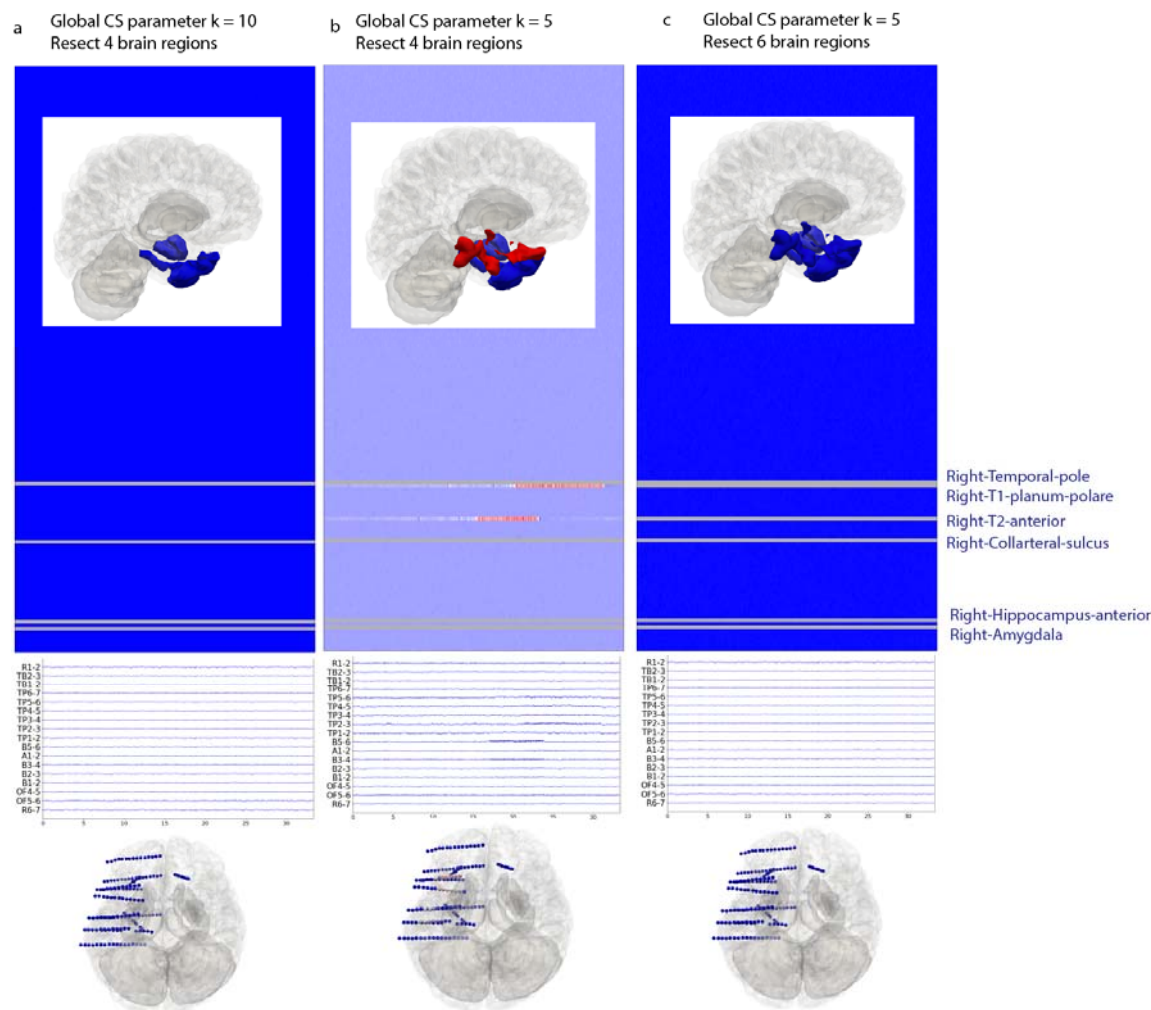 a
Global CS parameter k = 10
Resect 4 brain regions
b
Global CS parameter k = 5
Resect 4 brain regions
c
Global CS parameter k = 5
Resect 6 brain regions
Right-Temporal-pole
Right-T1-planum-polare
Right-T2-anterior
Right-Collarteral-sulcus
Right-Hippocampus-anterior
Right-Amygdala
R1-2
TB2-3
TB1-2
TP6-7
TP5-6
TP4-5
TP3-4
TP2-3
TP1-2
B5-6
A1-2
B3-4
B2-3
B1-2
OF4-5
OF5-6
R6-7
0 5 10 15 20 25 30
R1-2
TB2-3
TB1-2
TP6-7
TP5-6
TP4-5
TP3-4
TP2-3
TP1-2
B5-6
A1-2
B3-4
B2-3
B1-2
OF4-5
OF5-6
R6-7
0 5 10 15 20 25 30
R1-2
TB2-3
TB1-2
TP6-7
TP5-6
TP4-5
TP3-4
TP2-3
TP1-2
B5-6
A1-2
B3-4
B2-3
B1-2
OF4-5
OF5-6
R6-7
0 5 10 15 20 25 30